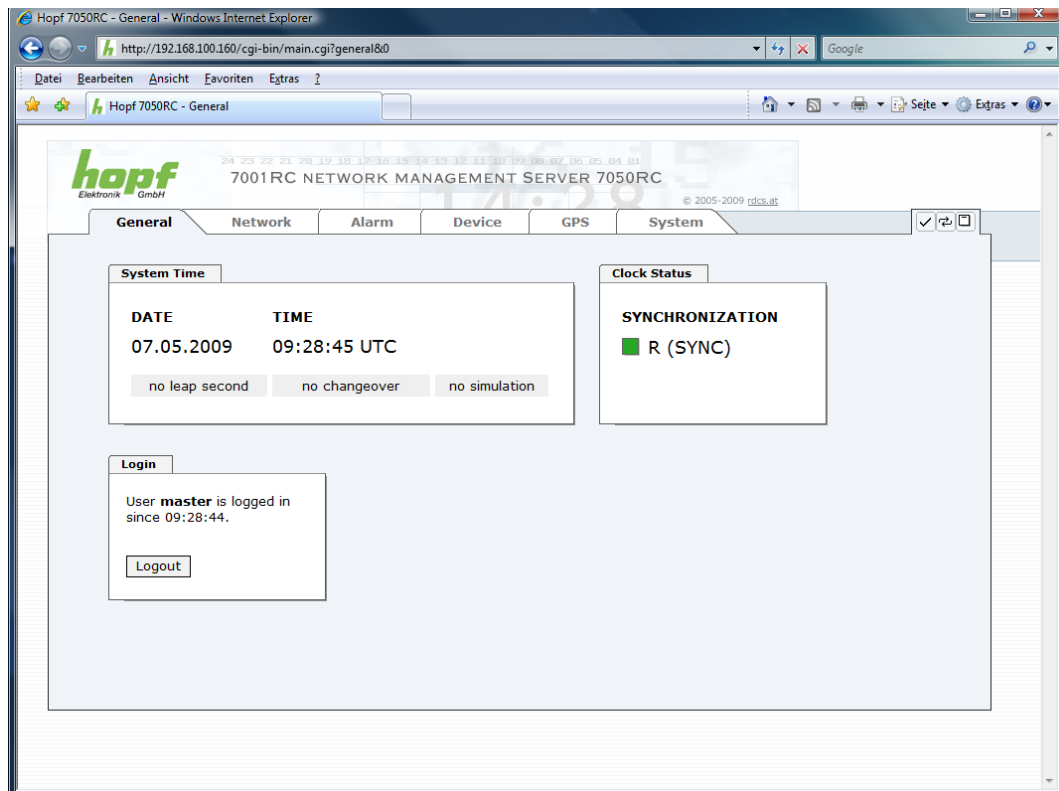 Hopf 7050RC - General - Windows Internet Explorer
http://192.168.100.160/cgi-bin/main.cgi?general&0
Google
Datei Bearbeiten Ansicht Favoriten Extras ?
Hopf 7050RC - General
Seite Extras
hopf
Elektronik GmbH
24 23 22 21 20 19 18 17 16 15 14 13 12 11 10 09 08 07 06 05 04 01
7001RC NETWORK MANAGEMENT SERVER 7050RC
14:28
© 2005-2009 rdcs.at
General Network Alarm Device GPS System
System Time
DATE TIME
07.05.2009 09:28:45 UTC
no leap second no changeover no simulation
Clock Status
SYNCHRONIZATION
R (SYNC)
Login
User master is logged in
since 09:28:44.
Logout